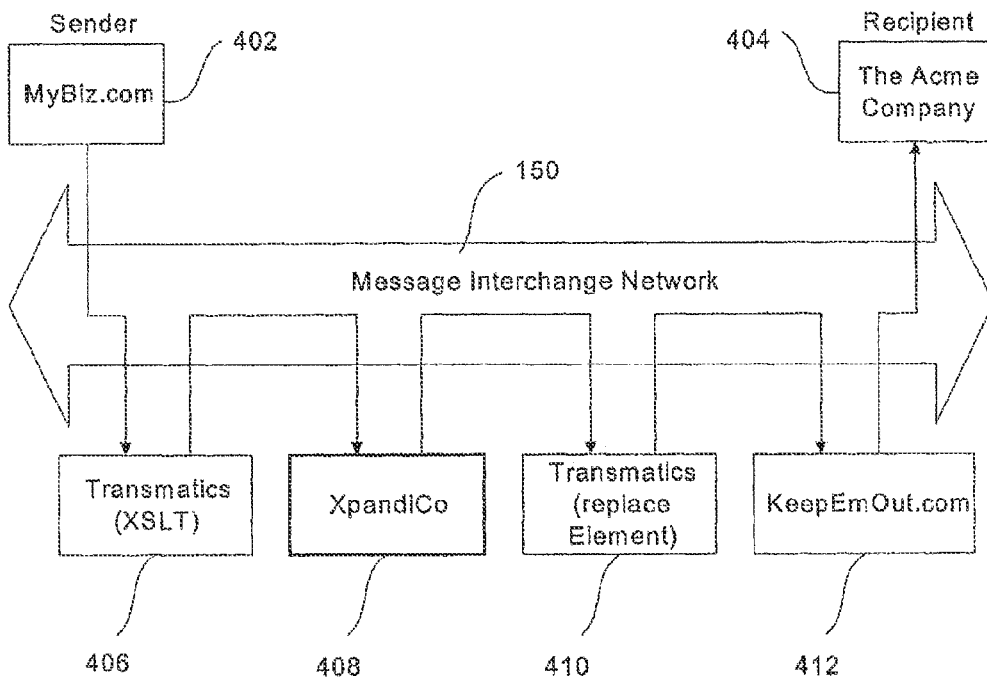 Sender
402
MyBiz.com
Recipient
404
The Acme
Company
150
Message Interchange Network
Transmatics
(XSLT)
XpandICo
Transmatics
(replace
Element)
KeepEmOut.com
406
408
410
412